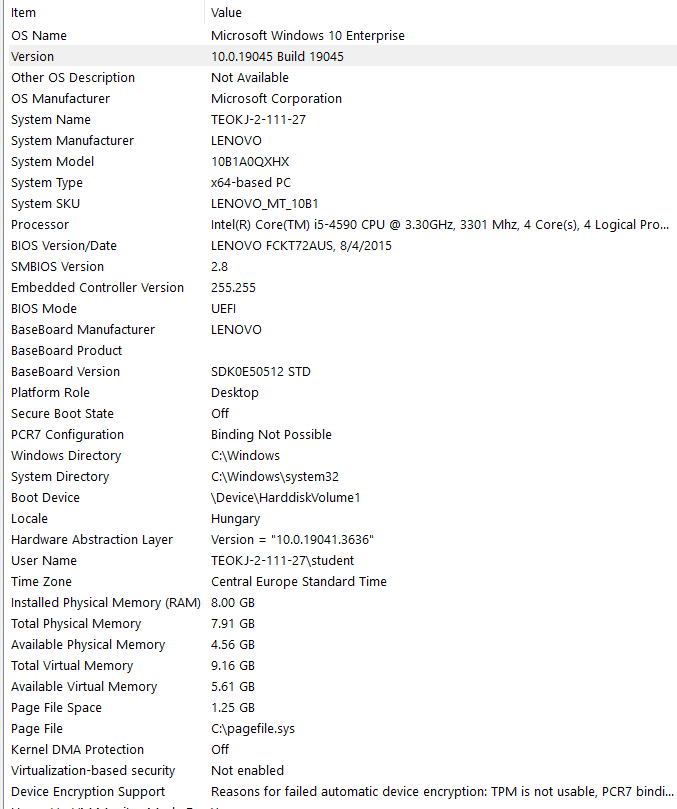 Item Value
OS Name Microsoft Windows 10 Enterprise
Version 10.0.19045 Build 19045
Other OS Description Not Available
OS Manufacturer Microsoft Corporation
System Name TEOKJ-2-111-27
System Manufacturer LENOVO
System Model 10B1A0QXHX
System Type x64-based PC
System SKU LENOVO_MT_10B1
Processor Intel(R) Core(TM) i5-4590 CPU @ 3.30GHz, 3301 Mhz, 4 Core(s), 4 Logical Pro...
BIOS Version/Date LENOVO FCKT72AUS, 8/4/2015
SMBIOS Version 2.8
Embedded Controller Version 255.255
BIOS Mode UEFI
BaseBoard Manufacturer LENOVO
BaseBoard Product
BaseBoard Version SDK0E50512 STD
Platform Role Desktop
Secure Boot State Off
PCR7 Configuration Binding Not Possible
Windows Directory C:\Windows
System Directory C:\Windows\system32
Boot Device \Device\HarddiskVolume1
Locale Hungary
Hardware Abstraction Layer Version = "10.0.19041.3636"
User Name TEOKJ-2-111-27\student
Time Zone Central Europe Standard Time
Installed Physical Memory (RAM) 8.00 GB
Total Physical Memory 7.91 GB
Available Physical Memory 4.56 GB
Total Virtual Memory 9.16 GB
Available Virtual Memory 5.61 GB
Page File Space 1.25 GB
Page File C:\pagefile.sys
Kernel DMA Protection Off
Virtualization-based security Not enabled
Device Encryption Support Reasons for failed automatic device encryption: TPM is not usable, PCR7 bindi...